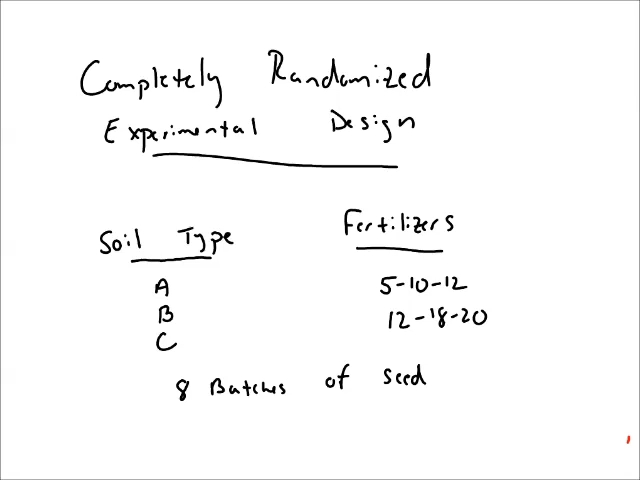 Completely Randomized
Experimental Design
Soil Type
Fertilizers
A
5-10-12
B
12-18-20
C
8 Batches of seed